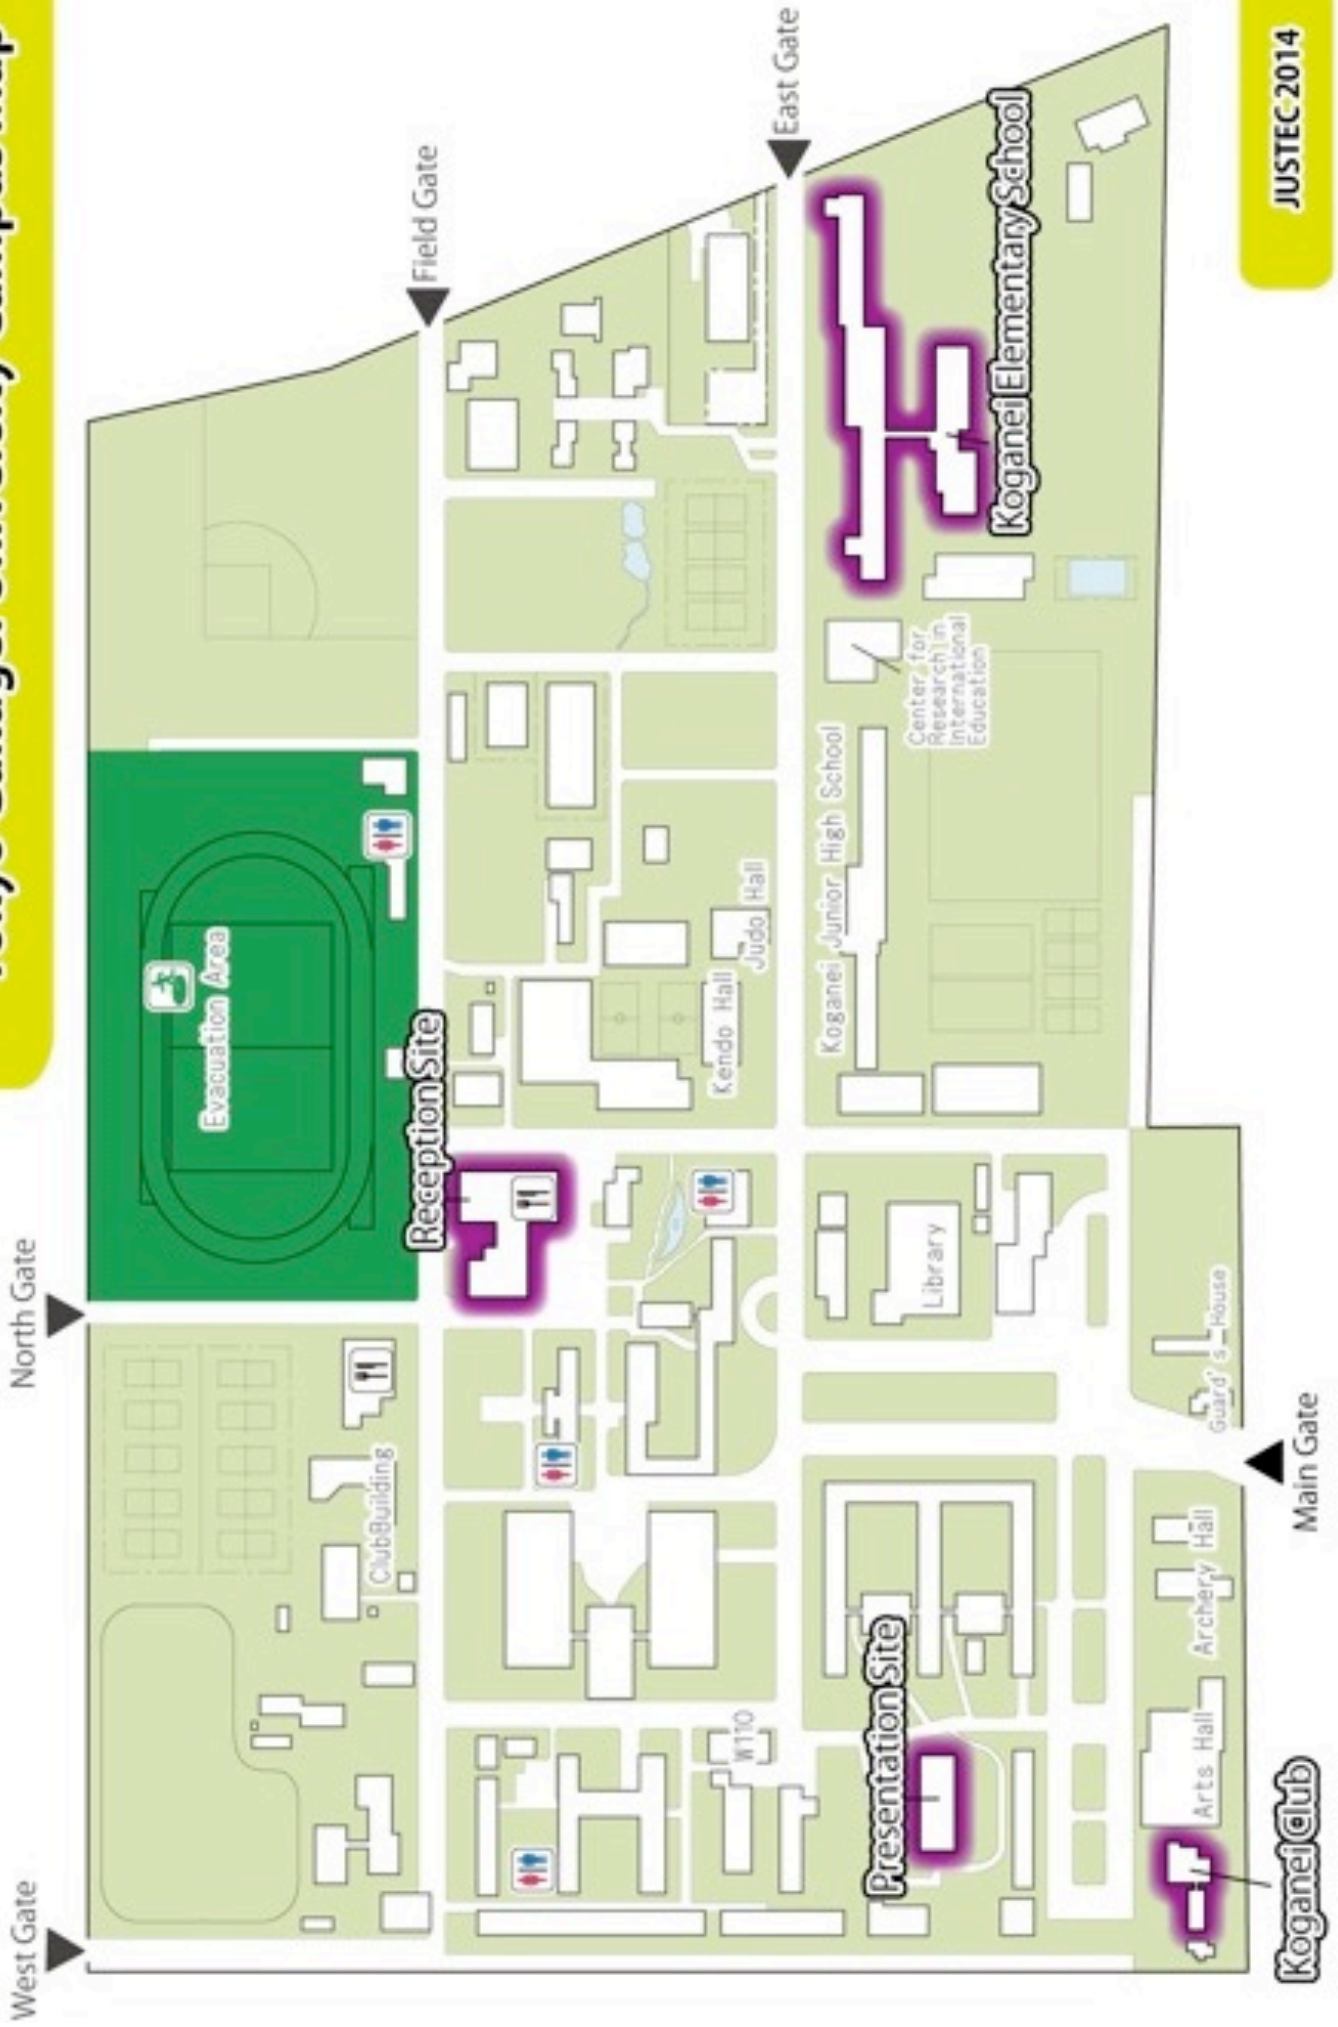 West Gate
North Gate
Field Gate
East Gate
Evacuation Area
ClubBuilding
Reception Site
Kendo Hall
Judo Hall
W110
Koganei Junior High School
Center for
Research in
International
Education
Koganei Elementary School
Library
Presentation Site
Arts Hall
Archery Hall
Guard's House
Koganei Club
Main Gate
JUSTEC 2014